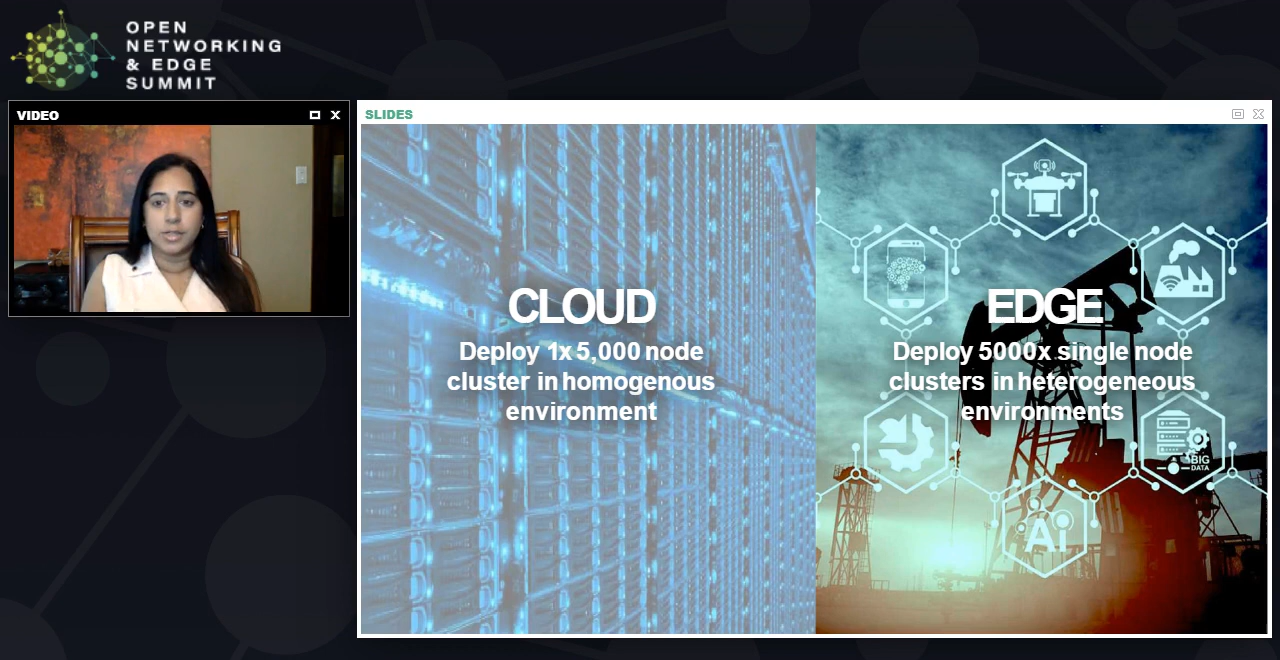 OPEN
NETWORKING
& EDGE
SUMMIT
VIDEO
SLIDES
CLOUD
Deploy 1x 5,000 node
cluster in homogenous
environment
EDGE
Deploy 5000x single node
clusters in heterogeneous
environments
BIG
DATA
Ai